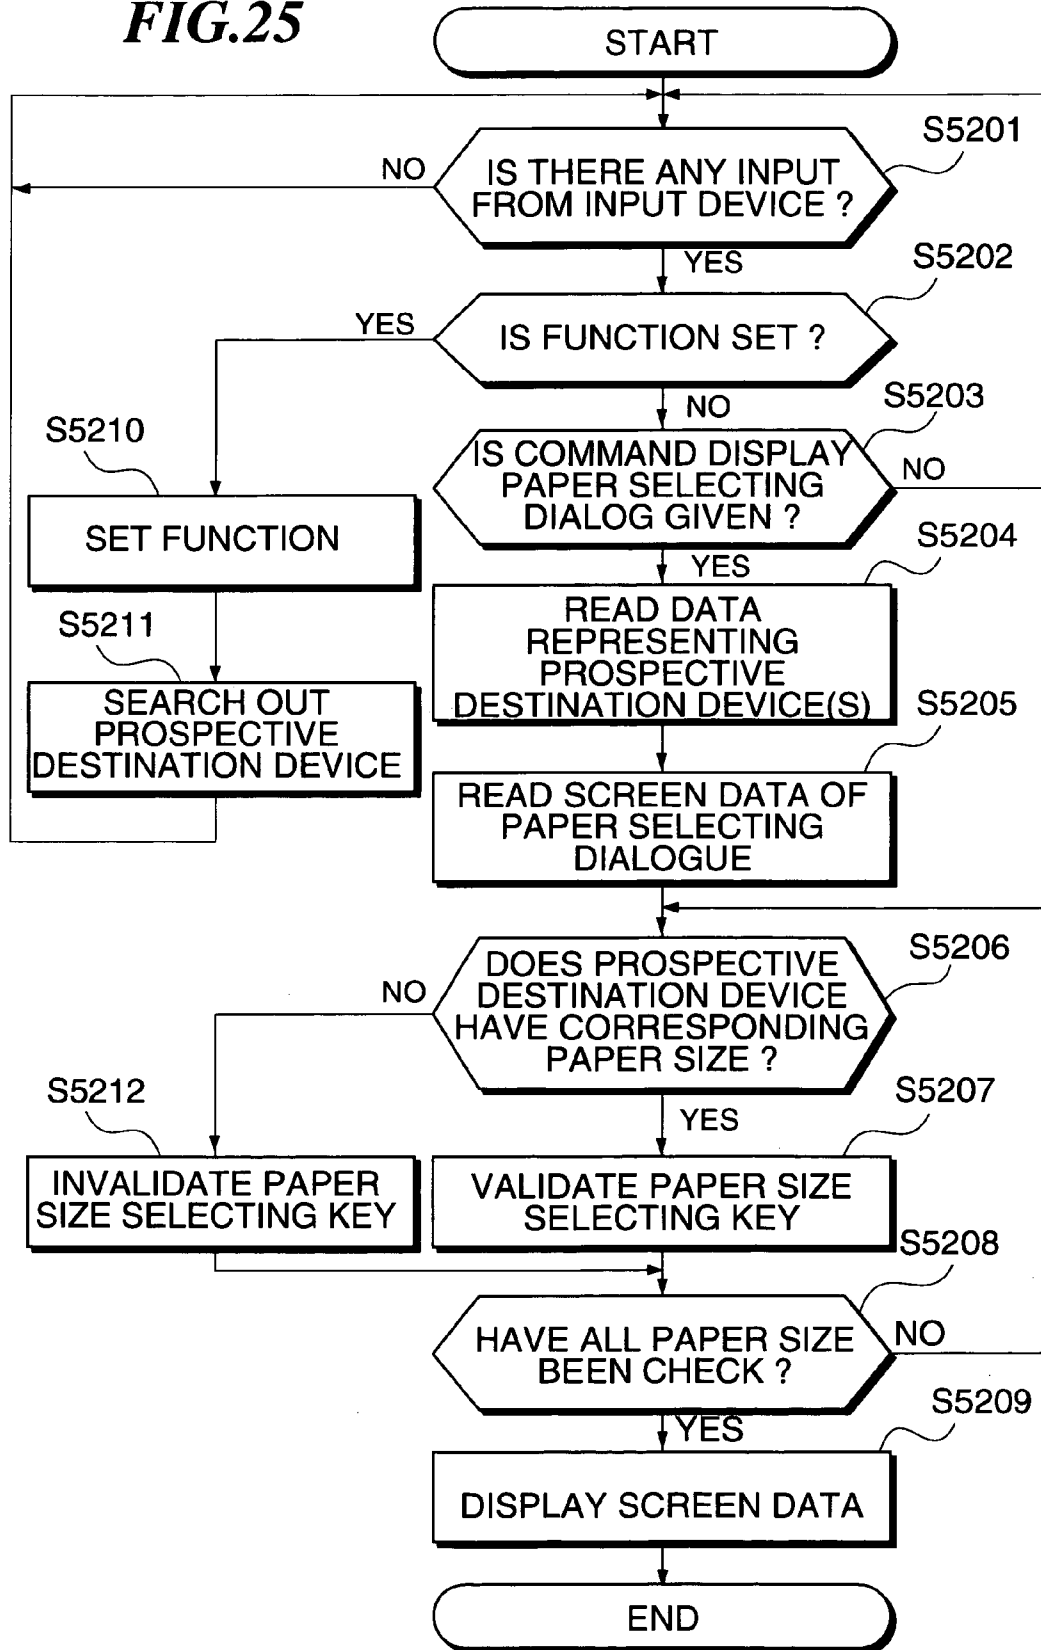 FIG.25
START
S5201
NO
IS THERE ANY INPUT
FROM INPUT DEVICE ?
YES
S5202
YES
IS FUNCTION SET ?
NO
S5203
S5210
IS COMMAND DISPLAY
PAPER SELECTING
DIALOG GIVEN ?
NO
SET FUNCTION
YES
S5204
READ DATA
REPRESENTING
PROSPECTIVE
DESTINATION DEVICE(S)
S5211
SEARCH OUT
PROSPECTIVE
DESTINATION DEVICE
S5205
READ SCREEN DATA OF
PAPER SELECTING
DIALOGUE
S5206
NO
DOES PROSPECTIVE
DESTINATION DEVICE
HAVE CORRESPONDING
PAPER SIZE ?
S5212
YES
S5207
INVALIDATE PAPER
SIZE SELECTING KEY
VALIDATE PAPER SIZE
SELECTING KEY
S5208
HAVE ALL PAPER SIZE
BEEN CHECK ?
NO
YES
S5209
DISPLAY SCREEN DATA
END